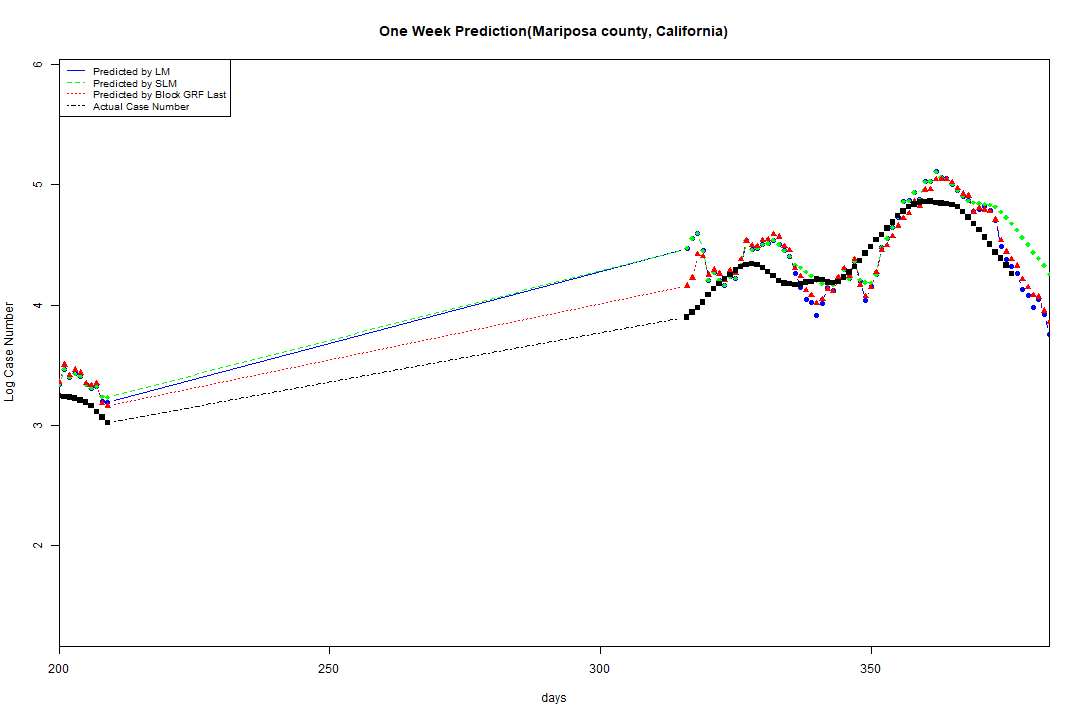 One Week Prediction(Mariposa county, California)
Predicted by LM
Predicted by SLM
Predicted by Block GRF Last
Actual Case Number
6
5
4
3
2
Log Case Number
200 250 300 350
days